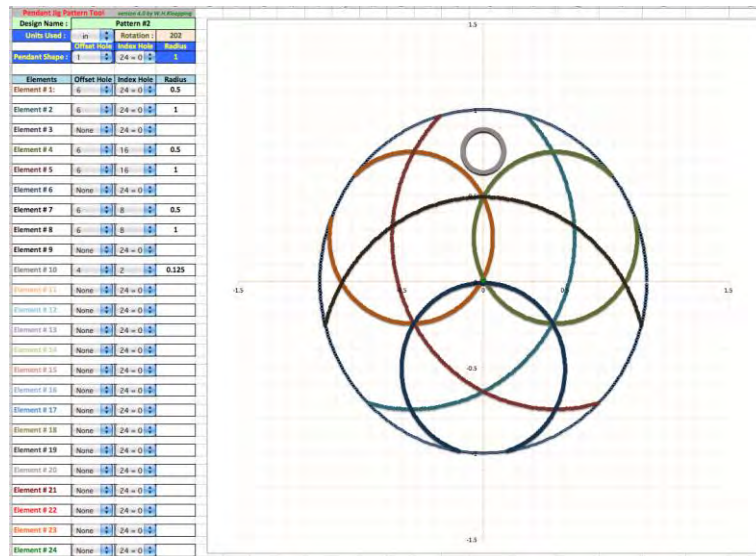 Pendant Jig Pattern Tool version 4.0 by W.H.Kloepping
Design Name : Pattern #2
Units Used : in Rotation : 202
Offset Hole Index Hole Radius
Pendant Shape : 1 24 = 0 1
Elements Offset Hole Index Hole Radius
Element # 1: 6 24 = 0 0.5
Element # 2 6 24 = 0 1
Element # 3 None 24 = 0
Element # 4 6 16 0.5
Element # 5 6 16 1
Element # 6 None 24 = 0
Element # 7 6 8 0.5
Element # 8 6 8 1
Element # 9 None 24 = 0
Element # 10 4 2 0.125
Element # 11 None 24 = 0
Element # 12 None 24 = 0
Element # 13 None 24 = 0
Element # 14 None 24 = 0
Element # 15 None 24 = 0
Element # 16 None 24 = 0
Element # 17 None 24 = 0
Element # 18 None 24 = 0
Element # 19 None 24 = 0
Element # 20 None 24 = 0
Element # 21 None 24 = 0
Element # 22 None 24 = 0
Element # 23 None 24 = 0
Element # 24 None 24 = 0
1.5
1
-1.5 0 1.5
-0.5
-1
-1.5